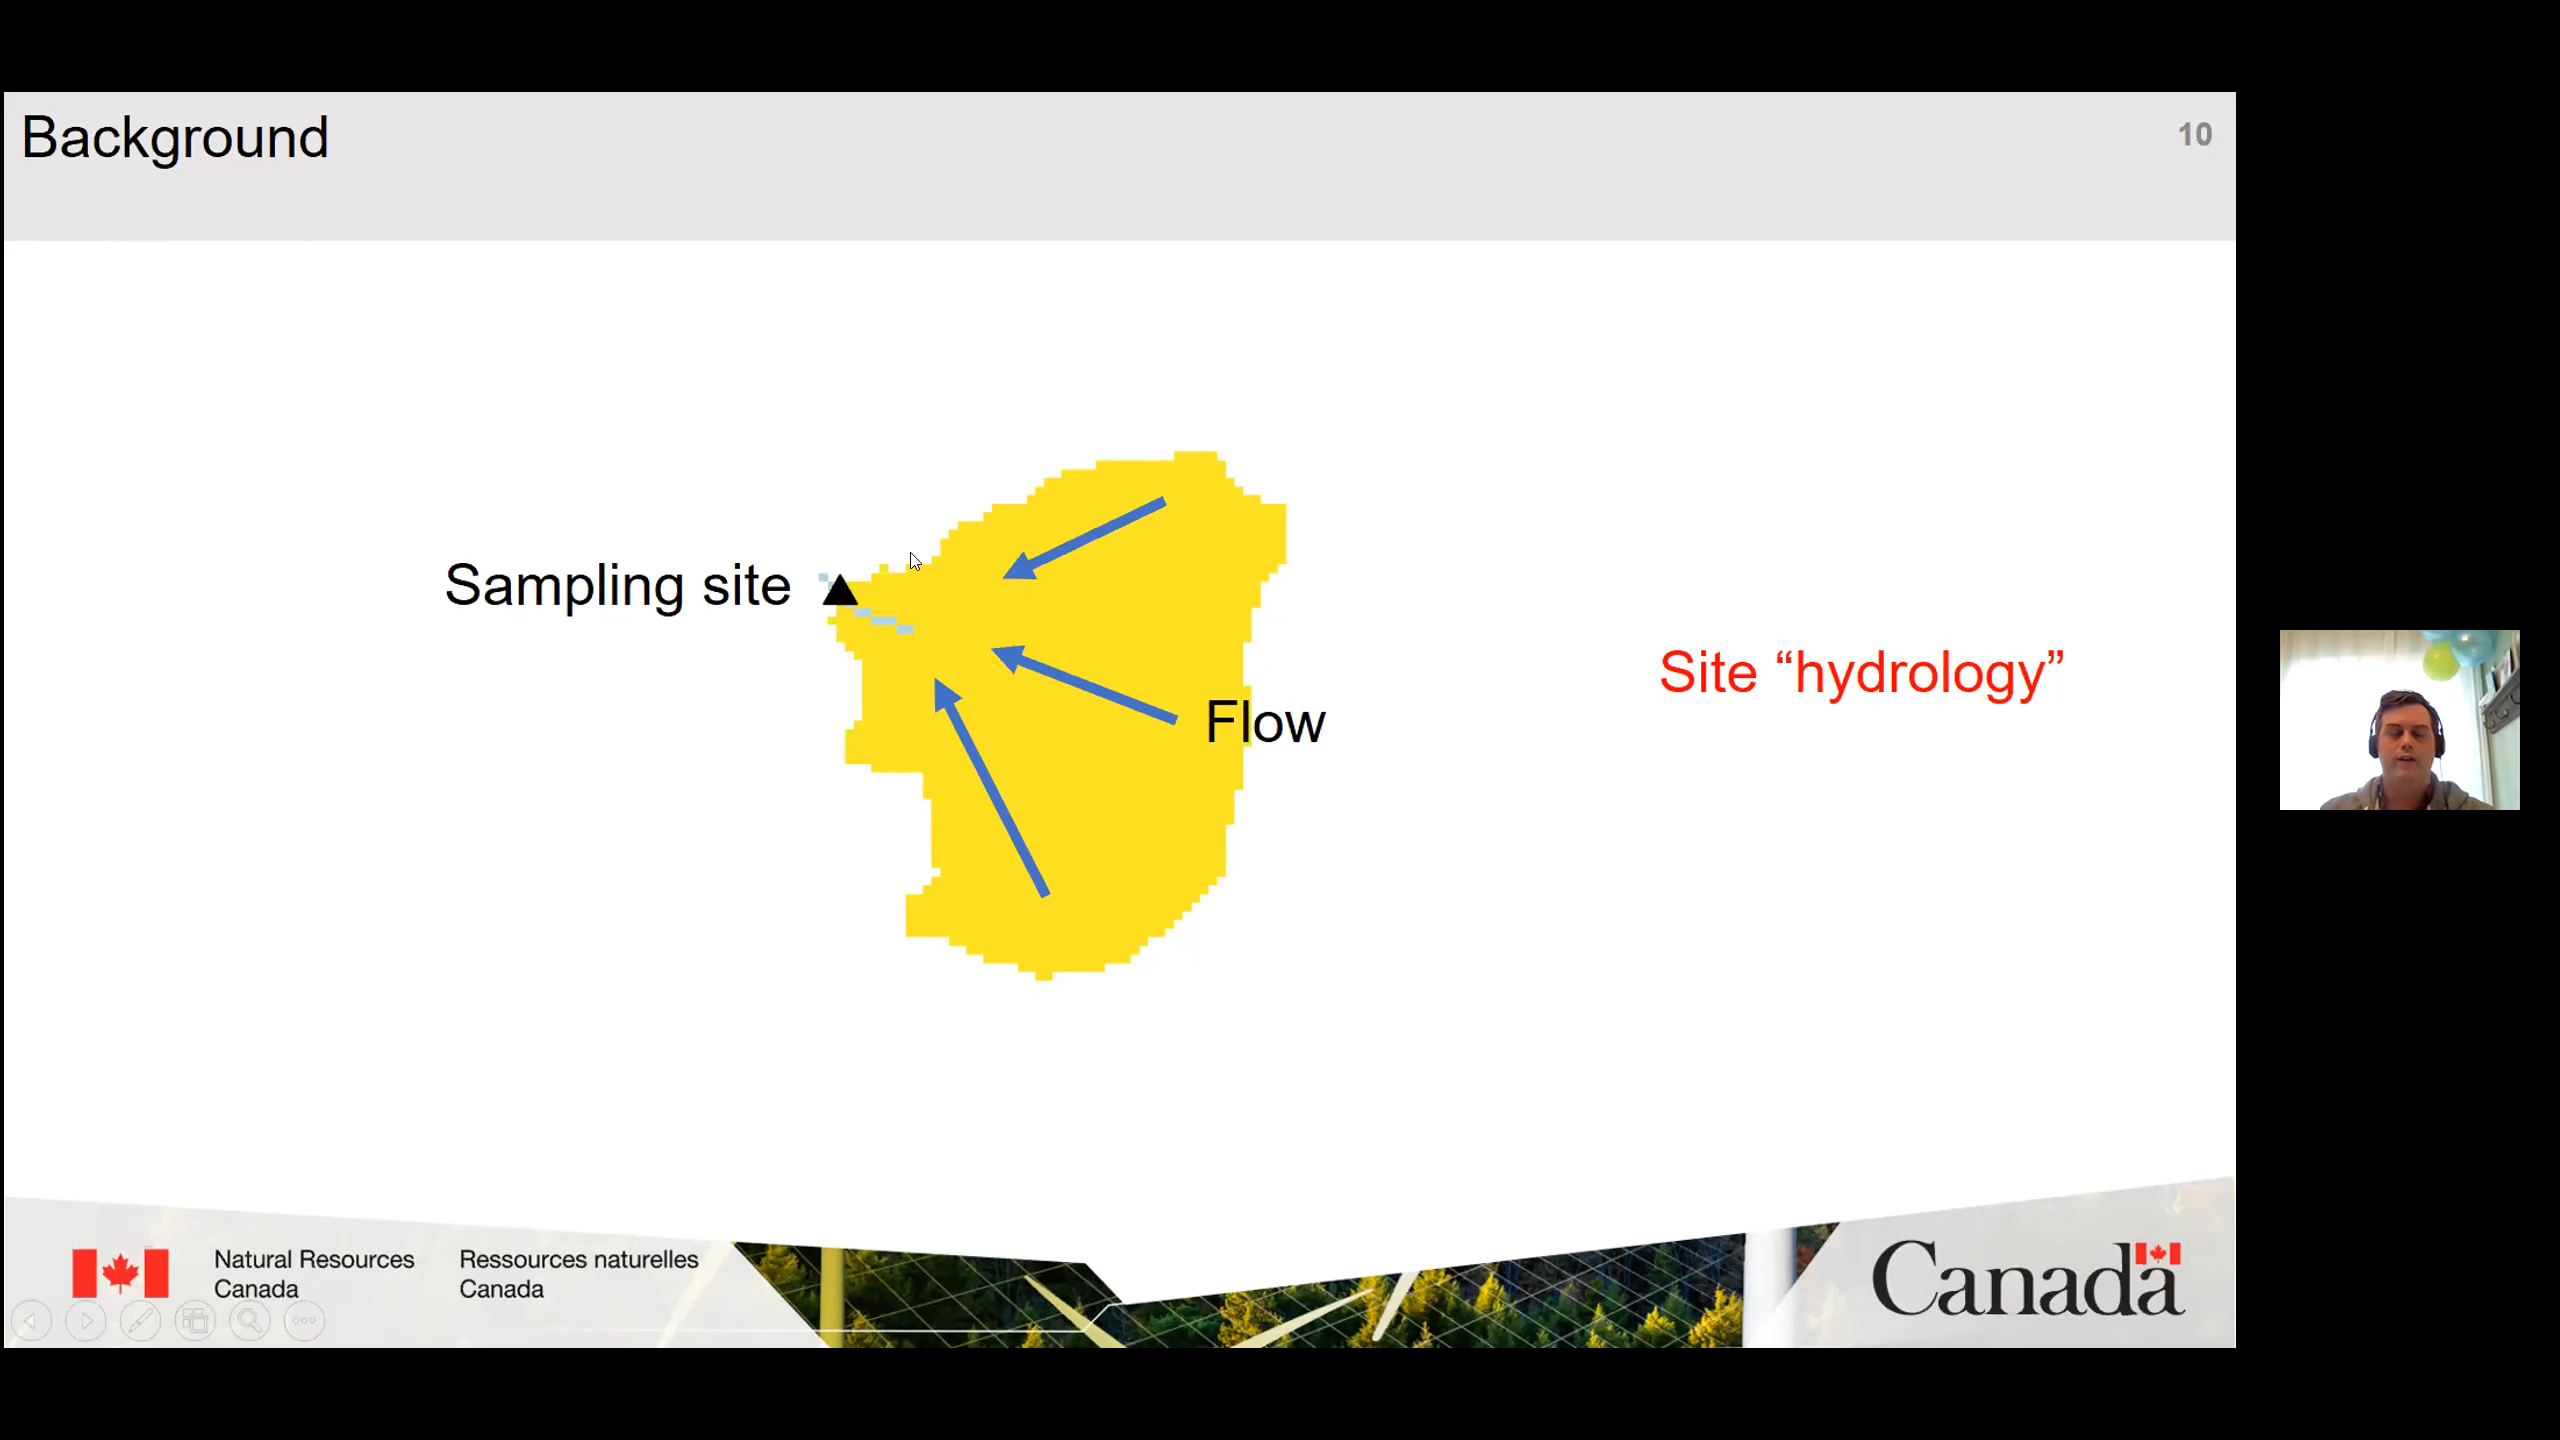 Background
10
Sampling site
Flow
Site “hydrology”
Natural Resources
Canada
Ressources naturelles
Canada
Canada